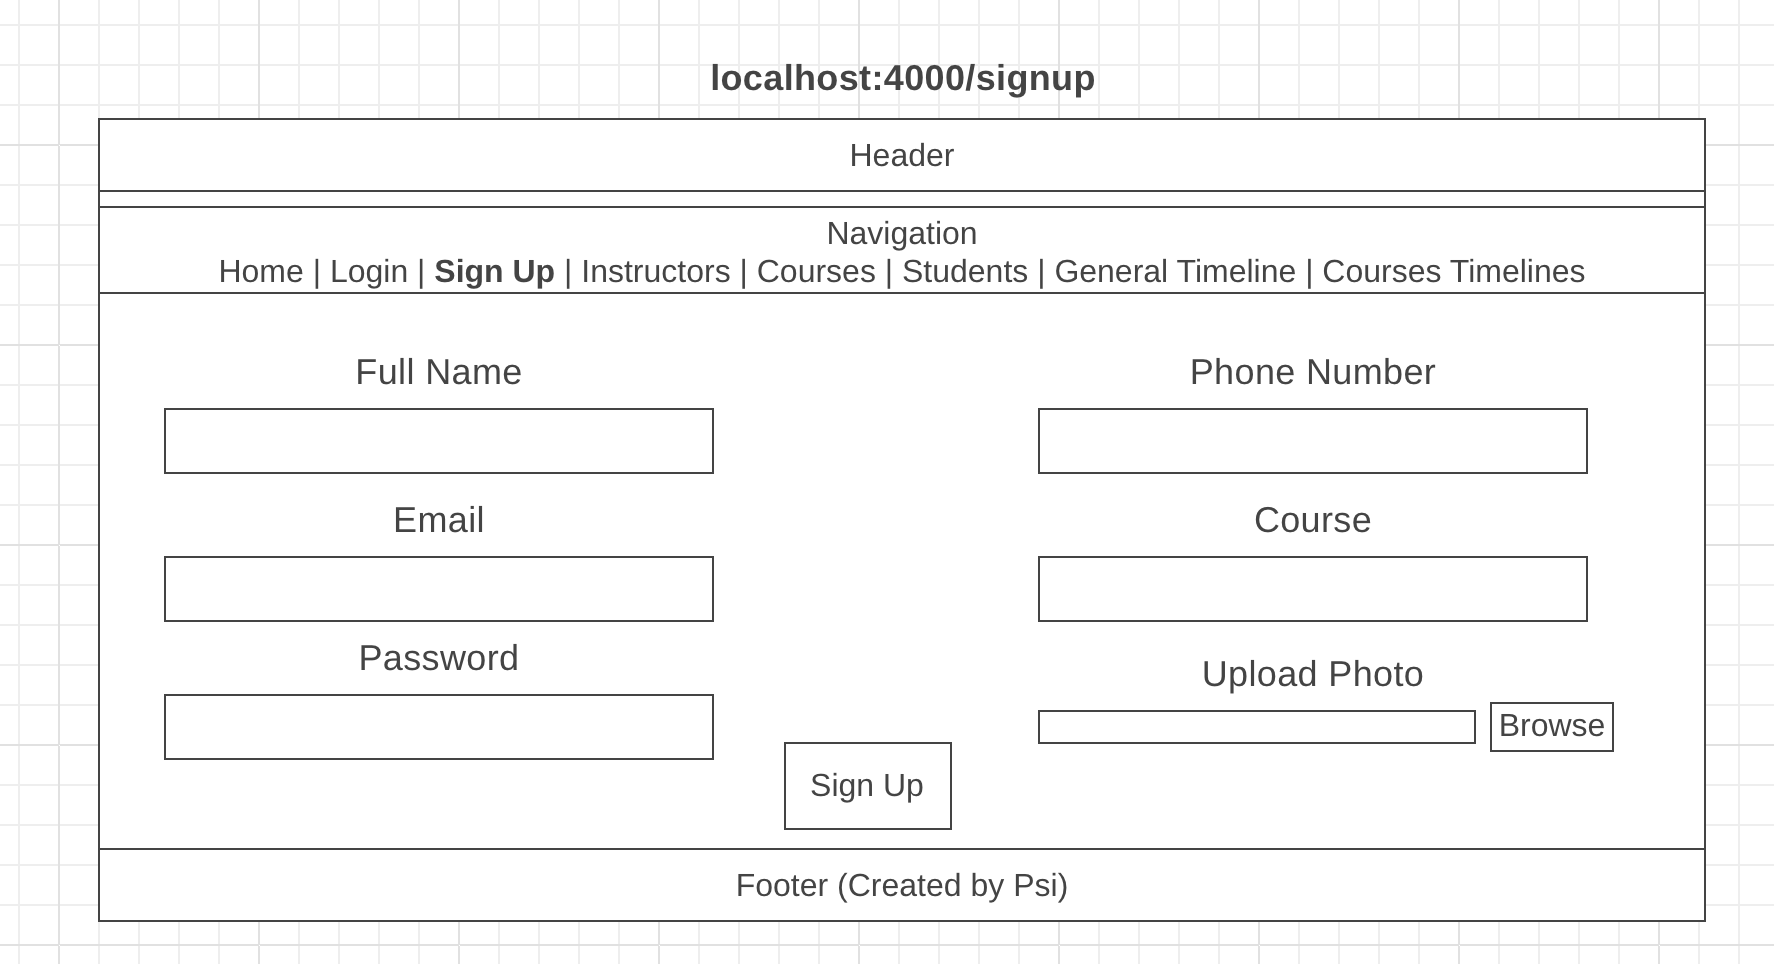 localhost:4000/signup
Header
Navigation
Home | Login | Sign Up | Instructors | Courses | Students | General Timeline | Courses Timelines
Full Name
Phone Number
Email
Course
Password
Upload Photo
Browse
Sign Up
Footer (Created by Psi)